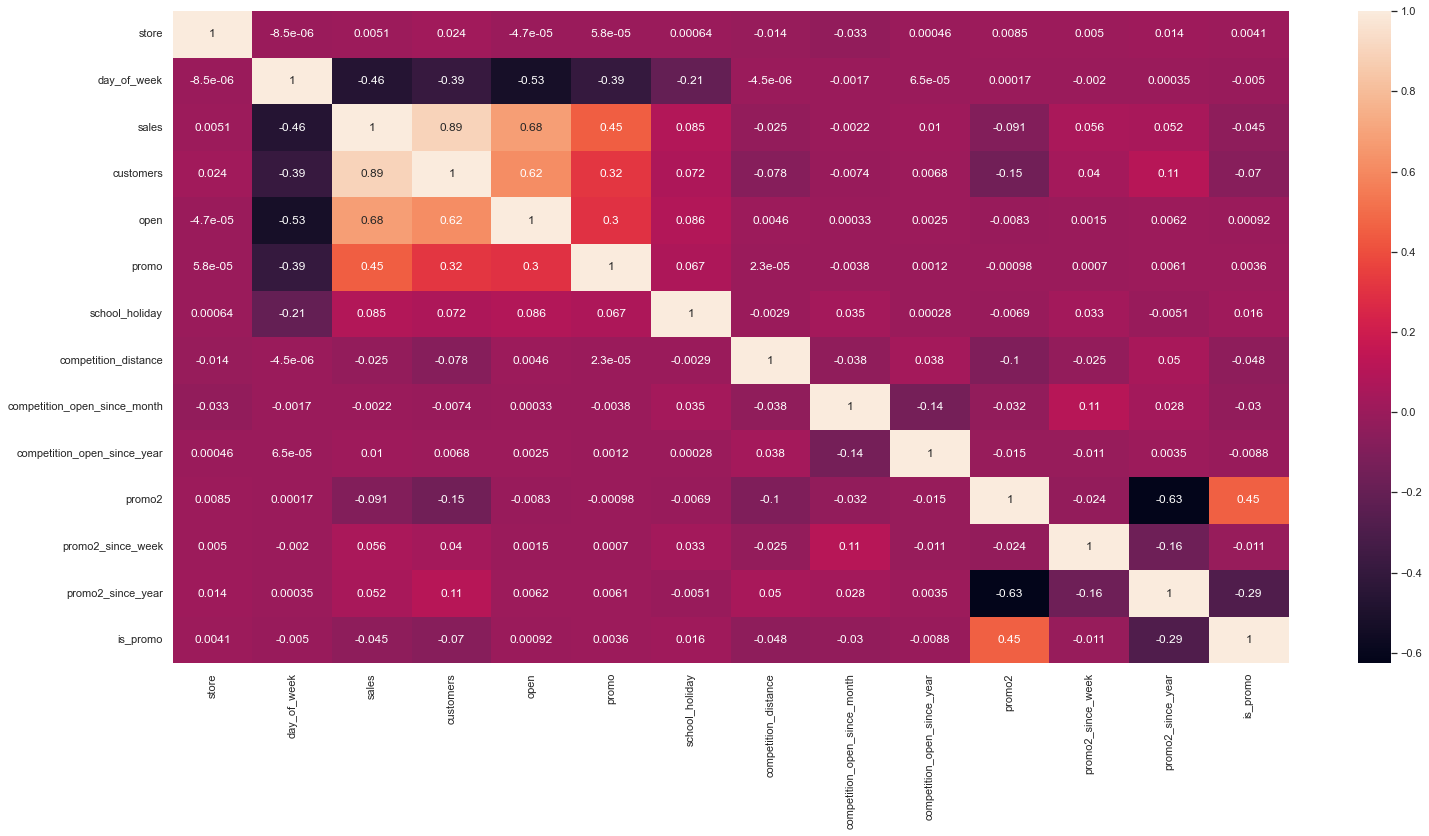 store 1 -8.5e-06 0.0051 0.024 -4.7e-05 5.8e-05 0.00064 -0.014 -0.033 0.00046 0.0085 0.005 0.014 0.0041
day_of_week -8.5e-06 1 -0.46 -0.39 -0.53 -0.39 -0.21 -4.5e-06 -0.0017 6.5e-05 0.00017 -0.002 0.00035 -0.005
sales 0.0051 -0.46 1 0.89 0.68 0.45 0.085 -0.025 -0.0022 0.01 -0.091 0.056 0.052 -0.045
customers 0.024 -0.39 0.89 1 0.62 0.32 0.072 -0.078 -0.0074 0.0068 -0.15 0.04 0.11 -0.07
open -4.7e-05 -0.53 0.68 0.62 1 0.3 0.086 0.0046 0.00033 0.0025 -0.0083 0.0015 0.0062 0.00092
promo 5.8e-05 -0.39 0.45 0.32 0.3 1 0.067 2.3e-05 -0.0038 0.0012 -0.00098 0.0007 0.0061 0.0036
school_holiday 0.00064 -0.21 0.085 0.072 0.086 0.067 1 -0.0029 0.035 0.00028 -0.0069 0.033 -0.0051 0.016
competition_distance -0.014 -4.5e-06 -0.025 -0.078 0.0046 2.3e-05 -0.0029 1 -0.038 0.038 -0.1 -0.025 0.05 -0.048
competition_open_since_month -0.033 -0.0017 -0.0022 -0.0074 0.00033 -0.0038 0.035 -0.038 1 -0.14 -0.032 0.11 0.028 -0.03
competition_open_since_year 0.00046 6.5e-05 0.01 0.0068 0.0025 0.0012 0.00028 0.038 -0.14 1 -0.015 -0.011 0.0035 -0.0088
promo2 0.0085 0.00017 -0.091 -0.15 -0.0083 -0.00098 -0.0069 -0.1 -0.032 -0.015 1 -0.024 -0.63 0.45
promo2_since_week 0.005 -0.002 0.056 0.04 0.0015 0.0007 0.033 -0.025 0.11 -0.011 -0.024 1 -0.16 -0.011
promo2_since_year 0.014 0.00035 0.052 0.11 0.0062 0.0061 -0.0051 0.05 0.028 0.0035 -0.63 -0.16 1 -0.29
is_promo 0.0041 -0.005 -0.045 -0.07 0.00092 0.0036 0.016 -0.048 -0.03 -0.0088 0.45 -0.011 -0.29 1
store
day_of_week
sales
customers
open
promo
school_holiday
competition_distance
competition_open_since_month
competition_open_since_year
promo2
promo2_since_week
promo2_since_year
is_promo
1.0
0.8
0.6
0.4
0.2
0.0
−0.2
−0.4
−0.6